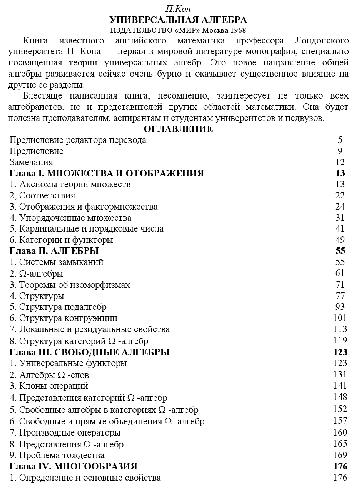 П.Кон
УНИВЕРСАЛЬНАЯ АЛГЕБРА
ИЗДАТЕЛЬСТВО «МИР» Москва 1968
Книга известного английского математика профессора Лондонского
университета П. Кона — первая в мировой литературе монография, специально
посвященная теории универсальных алгебр. Это новое направление общей
алгебры развивается сейчас очень бурно и оказывает существенное влияние на
другие ее разделы.
Блестяще написанная книга, несомненно, заинтересует не только всех
алгебраистов, но и представителей других областей математики. Она будет
полезна преподавателям, аспирантам и студентам университетов и пединститутов.
ОГЛАВЛЕНИЕ
Предисловие редактора перевода 5
Предисловие 9
Замечания 12
Глава I. МНОЖЕСТВА И ОТОБРАЖЕНИЯ 13
1. Аксиомы теории множеств 13
2. Соответствия 22
3. Отображения и фактормножества 24
4. Упорядоченные множества 31
5. Кардинальные и порядковые числа 41
6. Категории и функторы 49
Глава II. АЛГЕБРЫ 55
1. Системы замыканий 55
2. Ω-алгебры 61
3. Теоремы об изоморфизмах 71
4. Структуры 77
5. Структура подалгебр 93
6. Структура конгруэнций 101
7. Локальные и резидуальные свойства 113
8. Структура категорий Ω -алгебр 119
Глава III. СВОБОДНЫЕ АЛГЕБРЫ 123
1. Универсальные функторы 123
2. Алгебры Ω -слов 131
3. Клоны операций 141
4. Представления категорий Ω -алгебр 148
5. Свободные алгебры в категориях Ω -алгебр 152
6. Свободные и прямые объединения Ω -алгебр 157
7. Производные операторы 160
8. Представления Ω -алгебр 165
9. Проблема тождества 169
Глава IV. МНОГООБРАЗИЯ 176
1. Определение и основные свойства 176